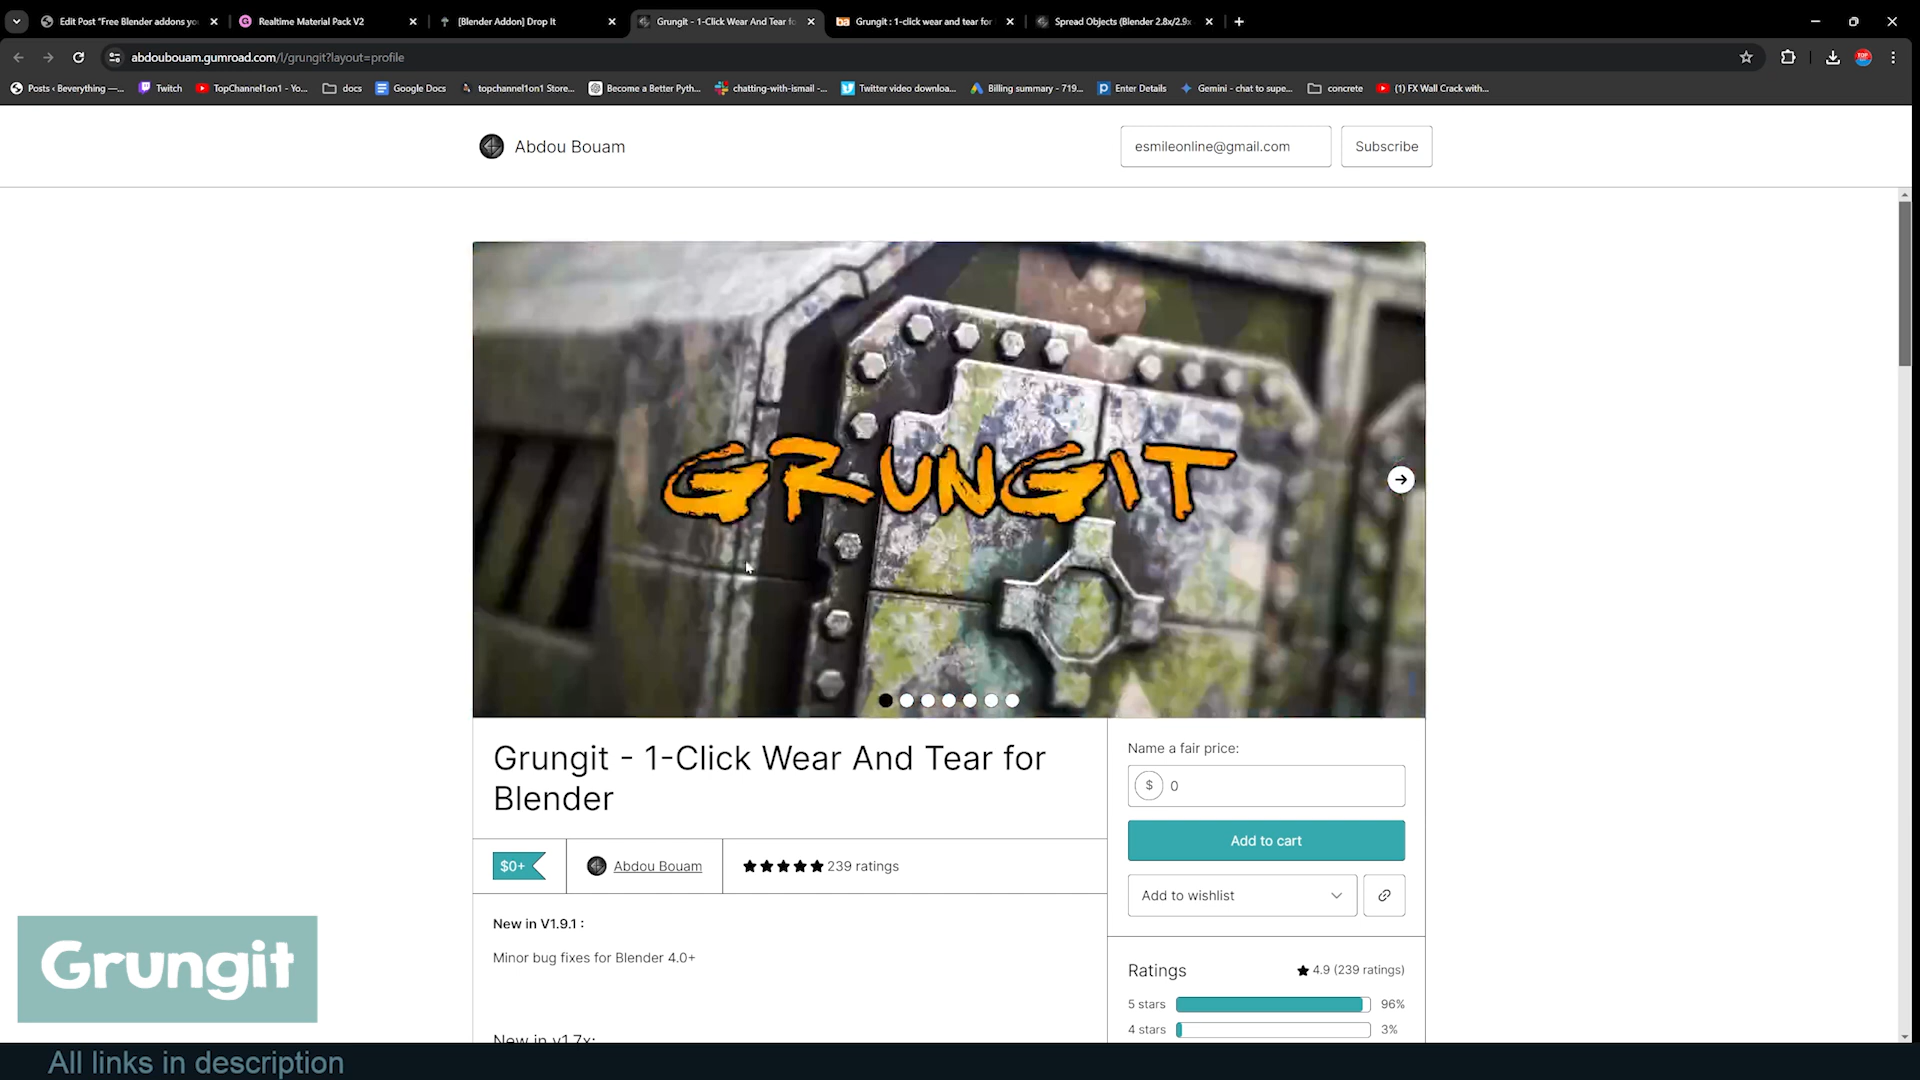 Edit Post "Free Blender addons yo
Realtime Material Pack V2
[Blender Addon] Drop It
Grungit - 1-Click Wear And Tear fo
Grungit : 1-click wear and tear for
Spread Objects (Blender 2.8x/2.9x
abdoubouam.gumroad.com/l/grungit?layout=profile
Posts ‹ Beverything —...
Twitch
TopChannel1on1 - Yo...
docs
Google Docs
topchannel1on1 Store...
Become a Better Pyth...
chatting-with-ismail -...
Twitter video downloa...
Billing summary - 719...
Enter Details
Gemini - chat to supe...
concrete
(1) FX Wall Crack with...
Abdou Bouam
esmileonline@gmail.com
Subscribe
GRUNGIT
Grungit - 1-Click Wear And Tear for
Blender
Name a fair price:
$ 0
Add to cart
$0+
Abdou Bouam
239 ratings
Add to wishlist
New in V1.9.1 :
Minor bug fixes for Blender 4.0+
Ratings
4.9 (239 ratings)
5 stars
96%
4 stars
3%
New in v1.7x:
Grungit
All links in description